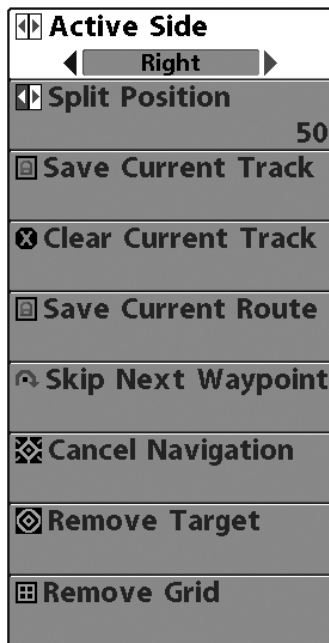 Active Side
Right
Split Position
50
Save Current Track
Clear Current Track
Save Current Route
Skip Next Waypoint
Cancel Navigation
Remove Target
Remove Grid